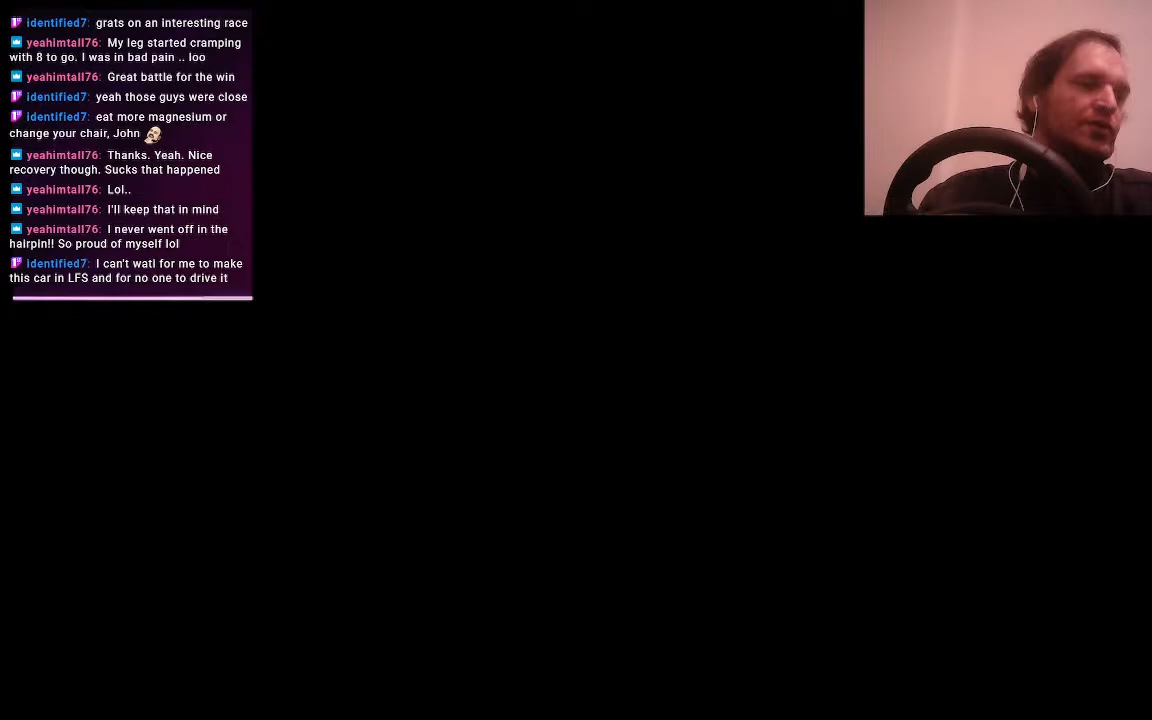 identified7: grats on an interesting race
yeahimtall76: My leg started cramping
with 8 to go. I was in bad pain .. loo
yeahimtall76: Great battle for the win
identified7: yeah those guys were close
identified7: eat more magnesium or
change your chair, John
yeahimtall76: Thanks. Yeah. Nice
recovery though. Sucks that happened
yeahimtall76: Lol..
yeahimtall76: I'll keep that in mind
yeahimtall76: I never went off in the
hairpin!! So proud of myself lol
identified7: I can't watl for me to make
this car in LFS and for no one to drive it